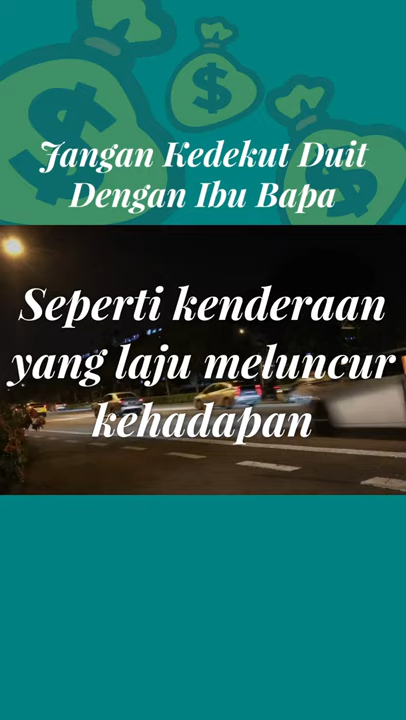 Jangan Kedekut Duit
Dengan Ibu Bapa
Seperti kenderaan
yang laju meluncur
kehadapan